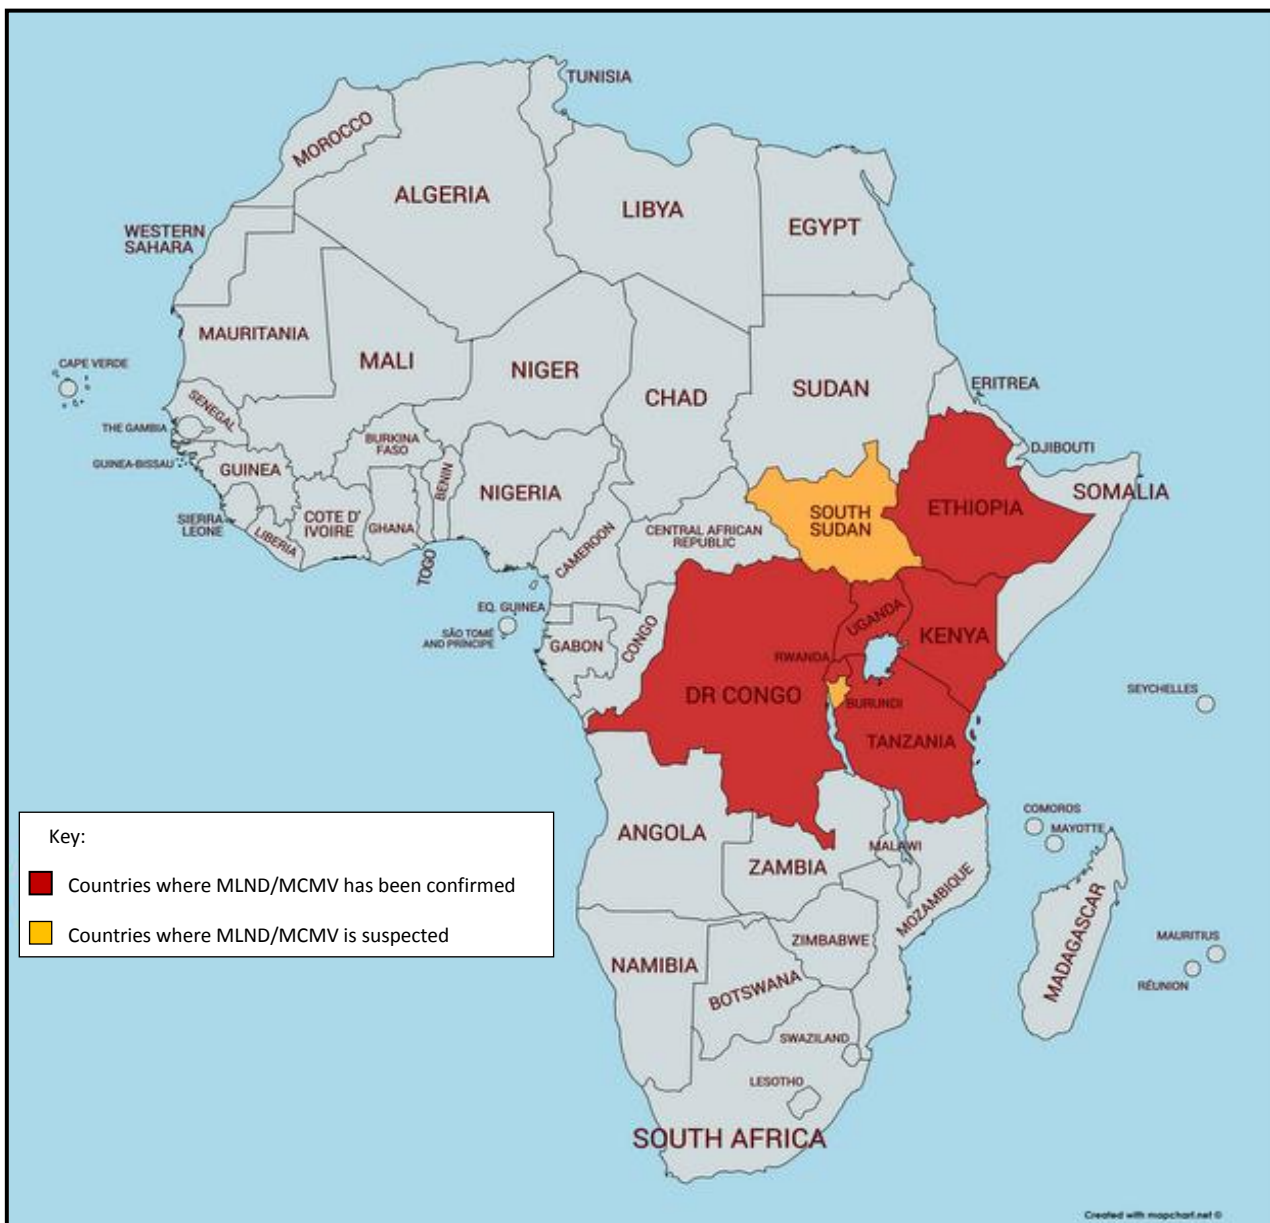 TUNISIA
MOROCCO
ALGERIA
LIBYA
EGYPT
WESTERN
SAHARA
MAURITANIA
MALI
NIGER
CHAD
SUDAN
ERITREA
CAPE VERDE
SENEGAL
THE GAMBIA
GUINEA-BISSAU
GUINEA
BURKINA
FASO
BENIN
NIGERIA
DJIBOUTI
SOMALIA
ETHIOPIA
SOUTH
SUDAN
SIERRA
LEONE
LIBERIA
COTE D'
IVOIRE
GHANA
TOGO
CAMEROON
CENTRAL AFRICAN
REPUBLIC
EQ. GUINEA
SÃO TOMÉ
AND PRÍNCIPE
GABON
CONGO
UGANDA
KENYA
RWANDA
DR CONGO
BURUNDI
TANZANIA
SEYCHELLES
COMOROS
MAYOTTE
ANGOLA
ZAMBIA
MALAWI
MOZAMBIQUE
MADAGASCAR
ZIMBABWE
NAMIBIA
BOTSWANA
MAURITIUS
RÉUNION
SWAZILAND
LESOTHO
SOUTH AFRICA
Key:
Countries where MLND/MCMV has been confirmed
Countries where MLND/MCMV is suspected
Created with mapchart.net ©